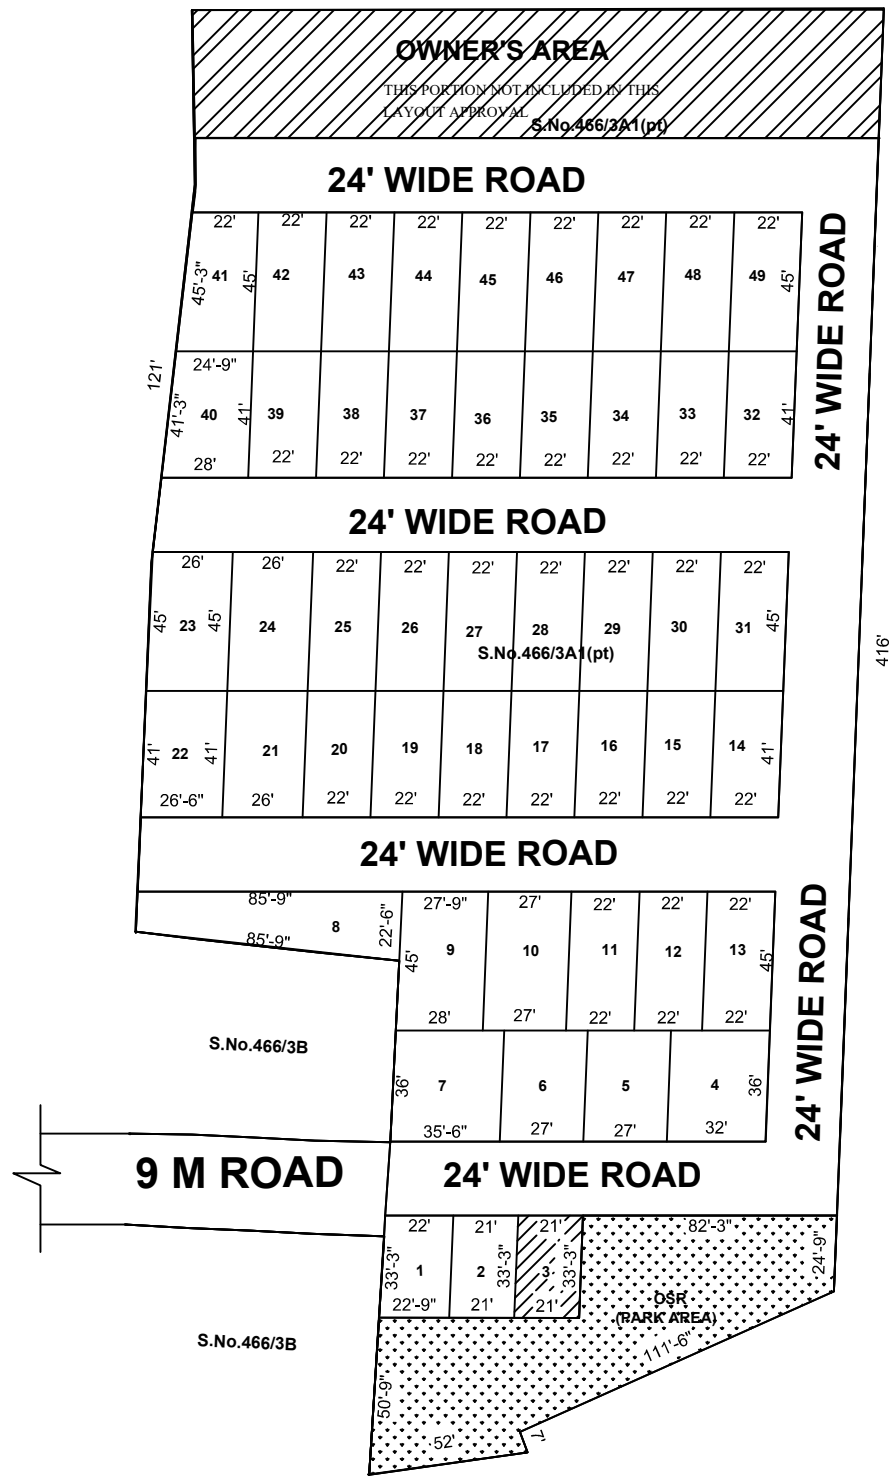 OWNER'S AREA
THIS PORTION NOT INCLUDED IN THIS
LAYOUT APPROVAL
S.No.466/3A1(pt)
24' WIDE ROAD
22' 22' 22' 22' 22' 22' 22' 22' 22'
45'-3" 41 45' 42 43 44 45 46 47 48 49 45'
24' WIDE ROAD
121'
24'-9"
41'-3" 40 41' 39 38 37 36 35 34 33 32 41'
28' 22' 22' 22' 22' 22' 22' 22' 22'
24' WIDE ROAD
26' 26' 22' 22' 22' 22' 22' 22' 22'
45' 23 45' 24 25 26 27 28 29 30 31 45'
S.No.466/3A1(pt)
416'
41' 22 41' 21 20 19 18 17 16 15 14 41'
26'-6" 26' 22' 22' 22' 22' 22' 22' 22'
24' WIDE ROAD
85'-9" 27'-9" 27' 22' 22' 22'
8 22'-6"
85'-9"
45' 9 10 11 12 13 45'
28' 27' 22' 22' 22'
24' WIDE ROAD
S.No.466/3B
36' 7 6 5 4 36'
35'-6" 27' 27' 32'
9 M ROAD
24' WIDE ROAD
22' 21' 21' 82'-3"
33'-3" 1 2 33'-3" 3 33'-3" 24'-9"
22'-9" 21' 21'
OSR
(PARK AREA)
S.No.466/3B
111'-6"
50'-9"
52' 7'